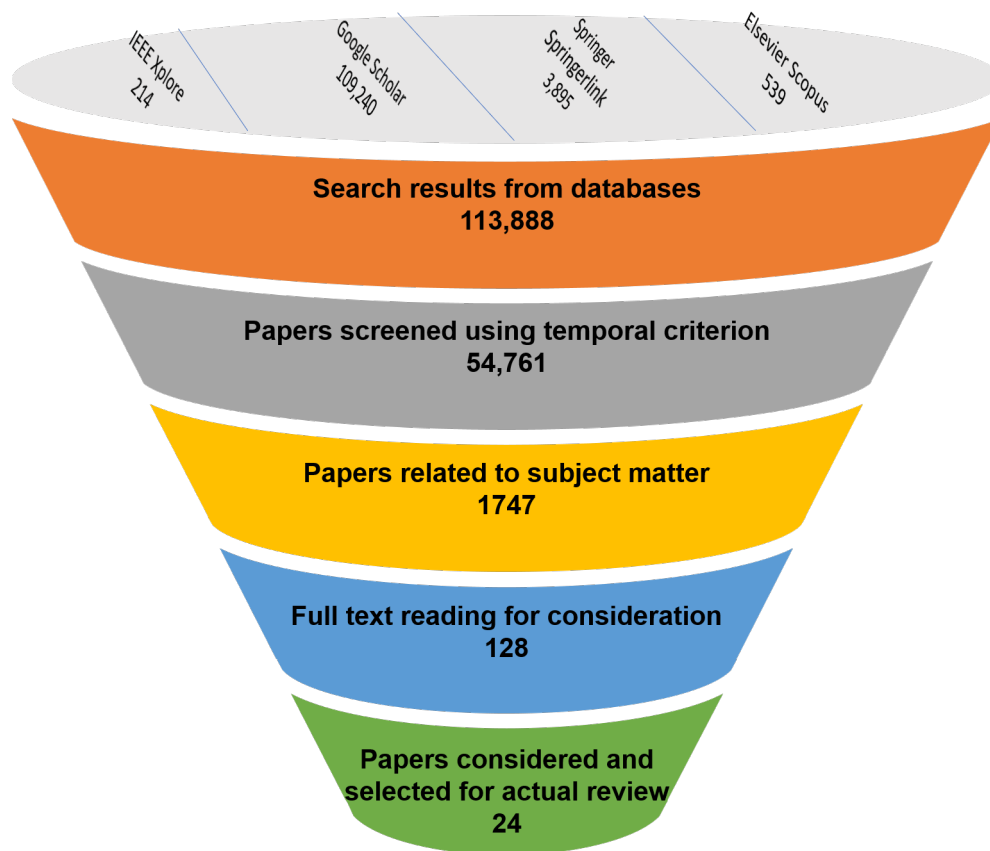 IEEE Xplore
214
Google Scholar
109,240
Springer
Springerlink
3,895
Elsevier Scopus
539
Search results from databases
113,888
Papers screened using temporal criterion
54,761
Papers related to subject matter
1747
Full text reading for consideration
128
Papers considered and
selected for actual review
24